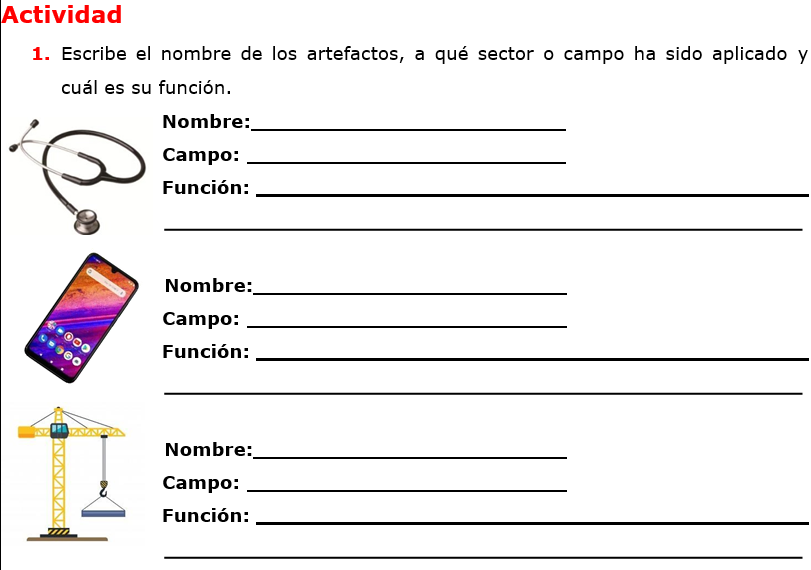 Actividad
1. Escribe el nombre de los artefactos, a qué sector o campo ha sido aplicado y
cuál es su función.
Nombre:
Campo:
Función:
Nombre:
Campo:
Función:
Nombre:
Campo:
Función: